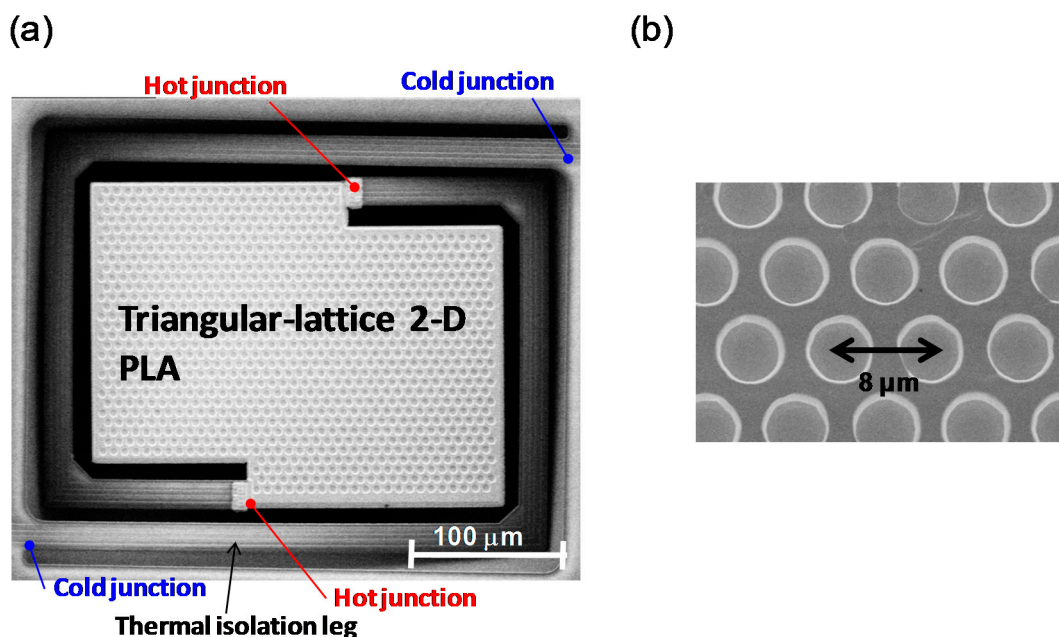 (a)
(b)
Hot junction
Cold junction
Triangular-lattice 2-D
PLA
8 μm
100 μm
Cold junction
Hot junction
Thermal isolation leg